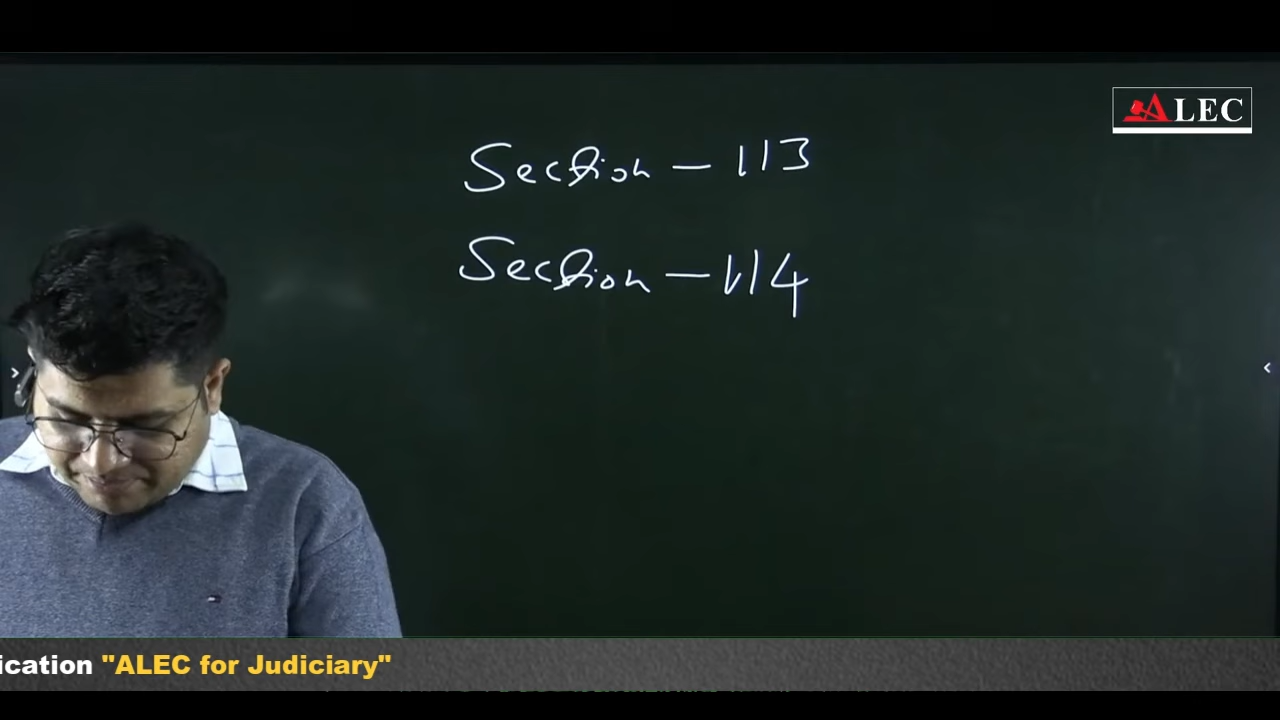 ALEC
Section - 113
Section - 114
ication "ALEC for Judiciary"